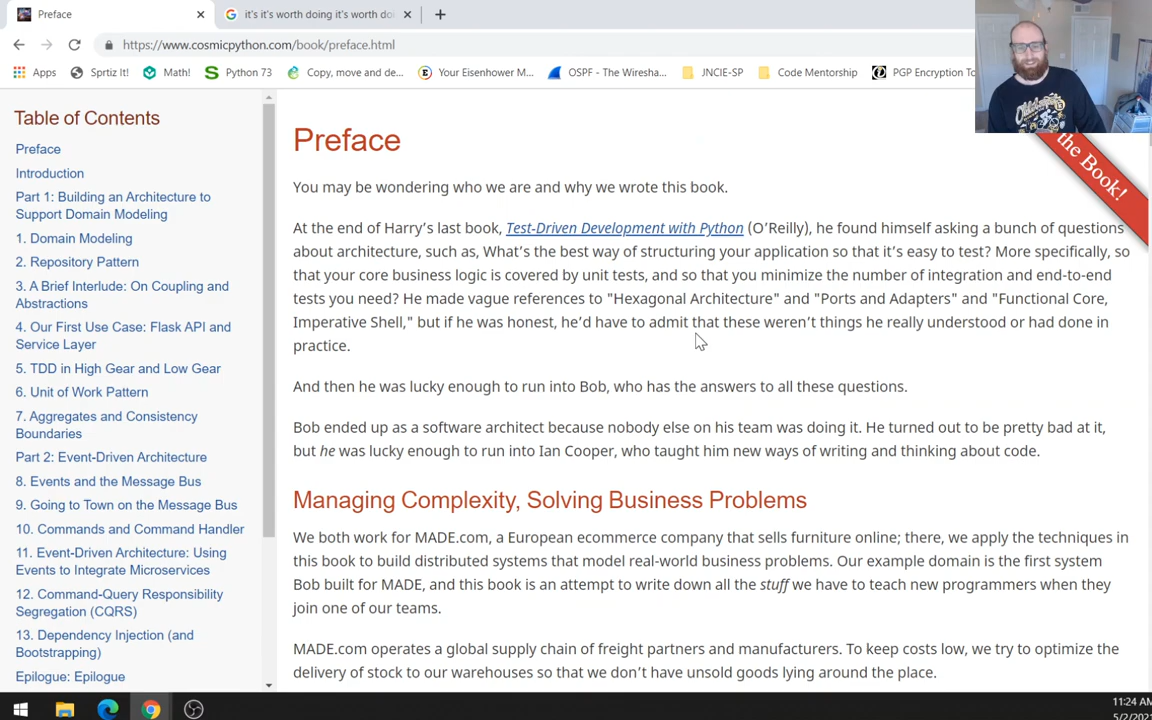 Preface
it's it's worth doing it's worth doi
https://www.cosmicpython.com/book/preface.html
Apps
Sprtiz It!
Math!
Python 73
Copy, move and de...
Your Eisenhower M...
OSPF - The Wiresha...
JNCIE-SP
Code Mentorship
PGP Encryption To
the Book!
Table of Contents
Preface
Introduction
Part 1: Building an Architecture to
Support Domain Modeling
1. Domain Modeling
2. Repository Pattern
3. A Brief Interlude: On Coupling and
Abstractions
4. Our First Use Case: Flask API and
Service Layer
5. TDD in High Gear and Low Gear
6. Unit of Work Pattern
7. Aggregates and Consistency
Boundaries
Part 2: Event-Driven Architecture
8. Events and the Message Bus
9. Going to Town on the Message Bus
10. Commands and Command Handler
11. Event-Driven Architecture: Using
Events to Integrate Microservices
12. Command-Query Responsibility
Segregation (CQRS)
13. Dependency Injection (and
Bootstrapping)
Epilogue: Epilogue
Preface
You may be wondering who we are and why we wrote this book.
At the end of Harry's last book, Test-Driven Development with Python (O'Reilly), he found himself asking a bunch of questions
about architecture, such as, What's the best way of structuring your application so that it's easy to test? More specifically, so
that your core business logic is covered by unit tests, and so that you minimize the number of integration and end-to-end
tests you need? He made vague references to "Hexagonal Architecture" and "Ports and Adapters" and "Functional Core,
Imperative Shell," but if he was honest, he'd have to admit that these weren't things he really understood or had done in
practice.
And then he was lucky enough to run into Bob, who has the answers to all these questions.
Bob ended up as a software architect because nobody else on his team was doing it. He turned out to be pretty bad at it,
but he was lucky enough to run into Ian Cooper, who taught him new ways of writing and thinking about code.
Managing Complexity, Solving Business Problems
We both work for MADE.com, a European ecommerce company that sells furniture online; there, we apply the techniques in
this book to build distributed systems that model real-world business problems. Our example domain is the first system
Bob built for MADE, and this book is an attempt to write down all the stuff we have to teach new programmers when they
join one of our teams.
MADE.com operates a global supply chain of freight partners and manufacturers. To keep costs low, we try to optimize the
delivery of stock to our warehouses so that we don't have unsold goods lying around the place.
11:24 AM